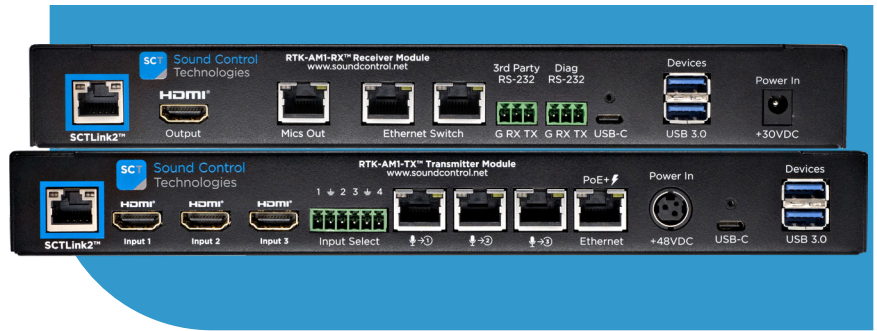 SCT Sound Control
Technologies
RTK-AM1-RX™ Receiver Module
www.soundcontrol.net
HDMI®
SCTLink2™
Output
Mics Out
Ethernet Switch
3rd Party
RS-232
Diag
RS-232
G RX TX
G RX TX
USB-C
Devices
USB 3.0
Power In
+30VDC
SCT Sound Control
Technologies
RTK-AM1-TX™ Transmitter Module
www.soundcontrol.net
SCTLink2™
HDMI®
Input 1
HDMI®
Input 2
HDMI®
Input 3
1 ⏚ 2 3 ⏚ 4
Input Select
→1
→2
→3
PoE+
Ethernet
Power In
+48VDC
USB-C
Devices
USB 3.0